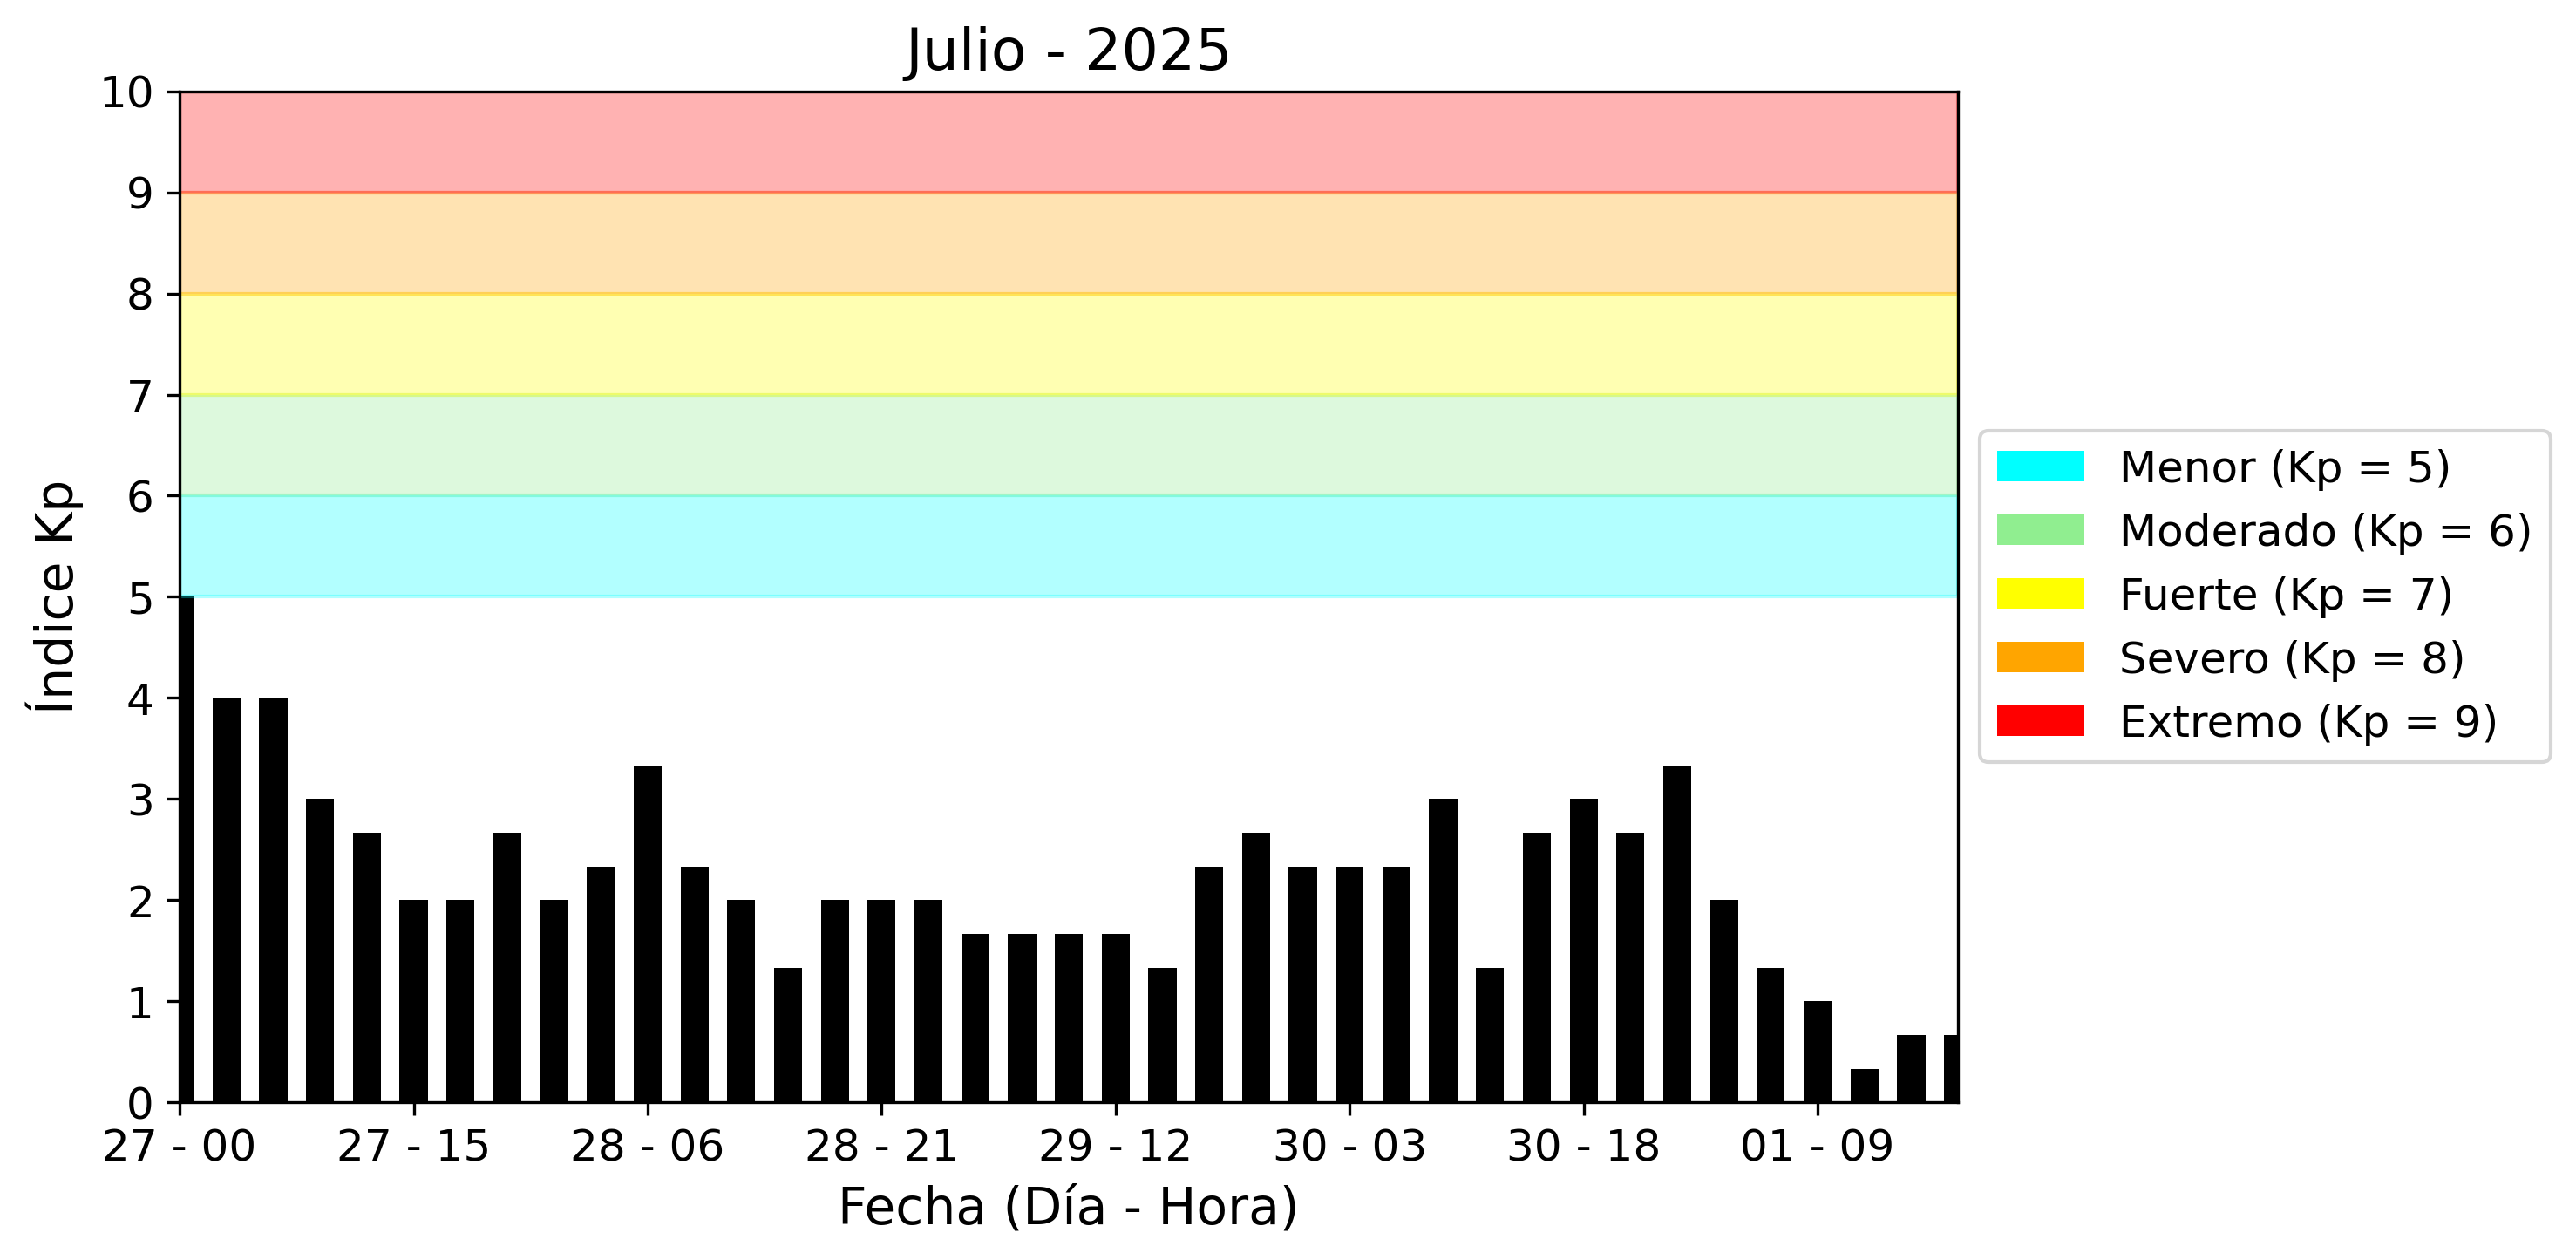 Julio - 2025
10
9
8
7
6
5
4
3
2
1
0
Índice Kp
27 - 00
27 - 15
28 - 06
28 - 21
29 - 12
30 - 03
30 - 18
01 - 09
Fecha (Día - Hora)
Menor (Kp = 5)
Moderado (Kp = 6)
Fuerte (Kp = 7)
Severo (Kp = 8)
Extremo (Kp = 9)